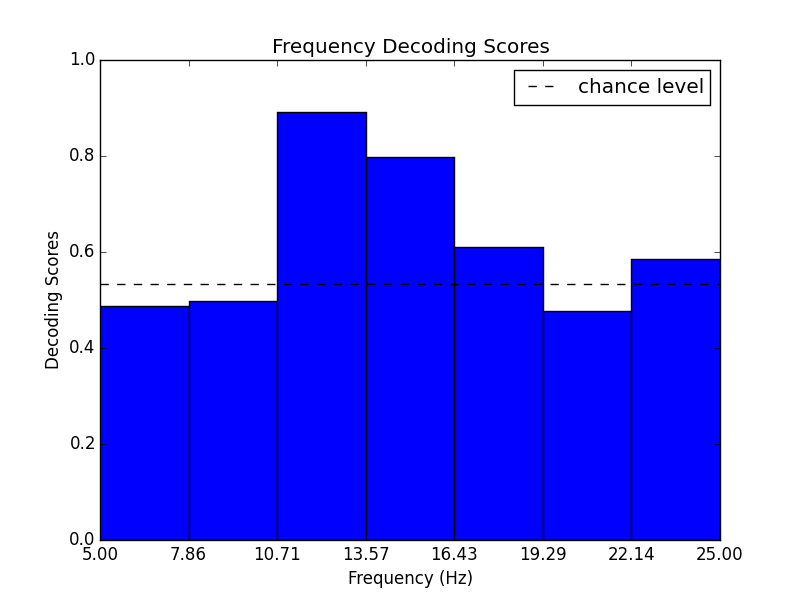 Frequency Decoding Scores
chance level
Decoding Scores
1.0
0.8
0.6
0.4
0.2
0.0
5.00 7.86 10.71 13.57 16.43 19.29 22.14 25.00
Frequency (Hz)